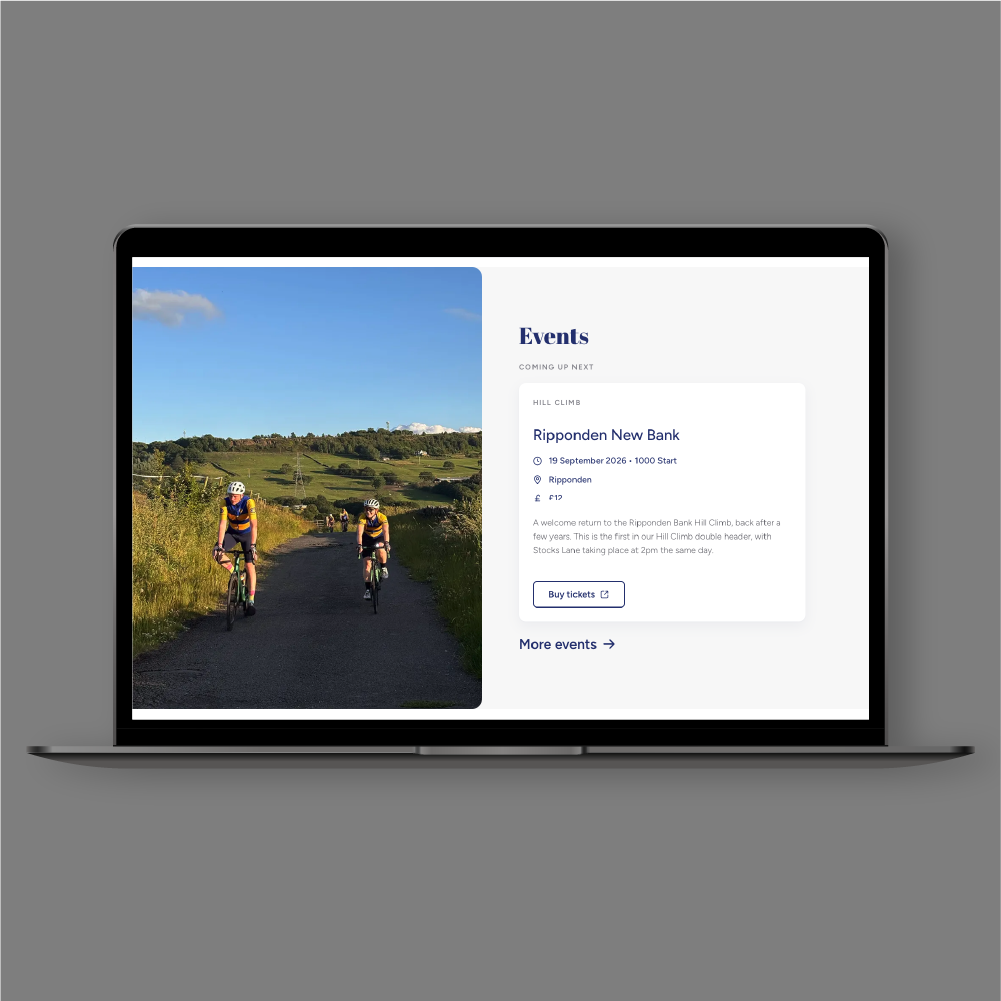 Events
COMING UP NEXT
HILL CLIMB
Ripponden New Bank
19 September 2026 • 1000 Start
Ripponden
£ £12
A welcome return to the Ripponden Bank Hill Climb, back after a
few years. This is the first in our Hill Climb double header, with
Stocks Lane taking place at 2pm the same day.
Buy tickets
More events →